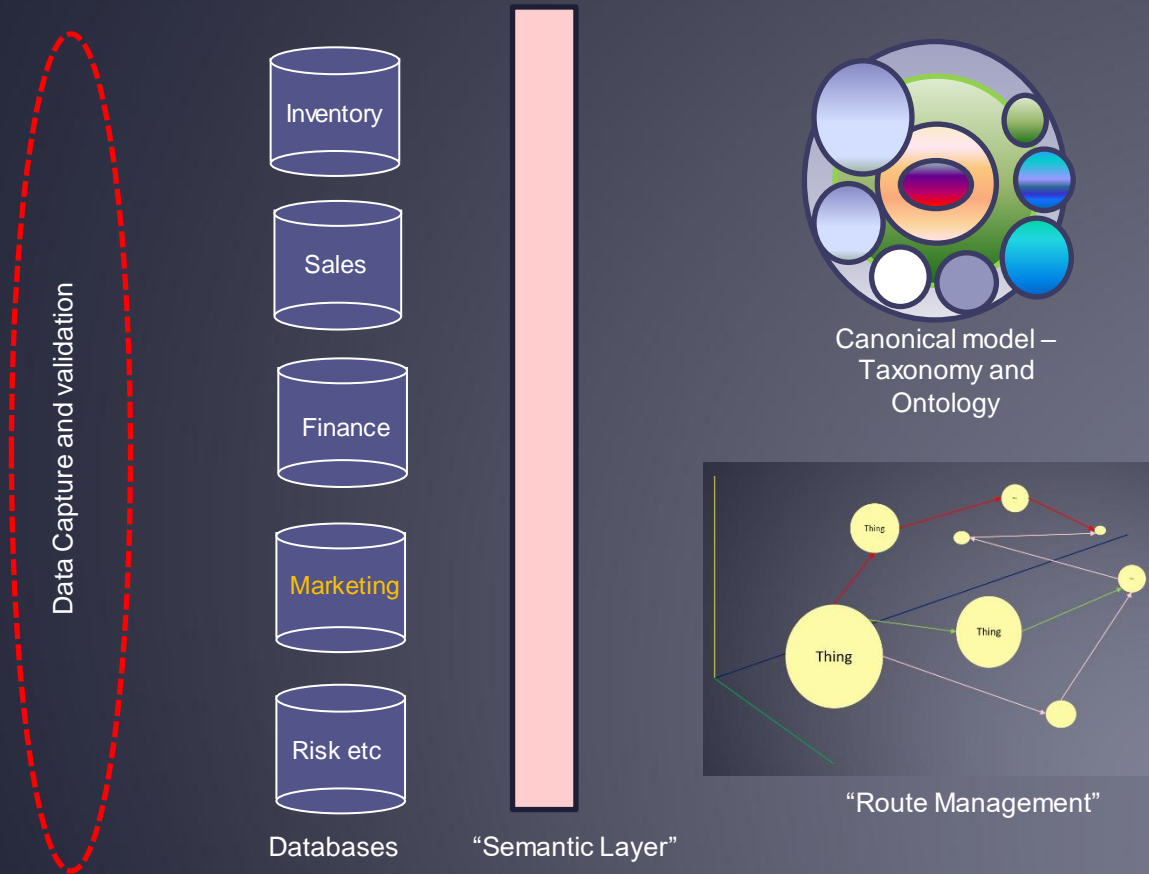 Data Capture and validation
Inventory
Sales
Finance
Marketing
Risk etc
Databases
“Semantic Layer”
Canonical model –
Taxonomy and
Ontology
Thing
Thing
Thing
“Route Management”